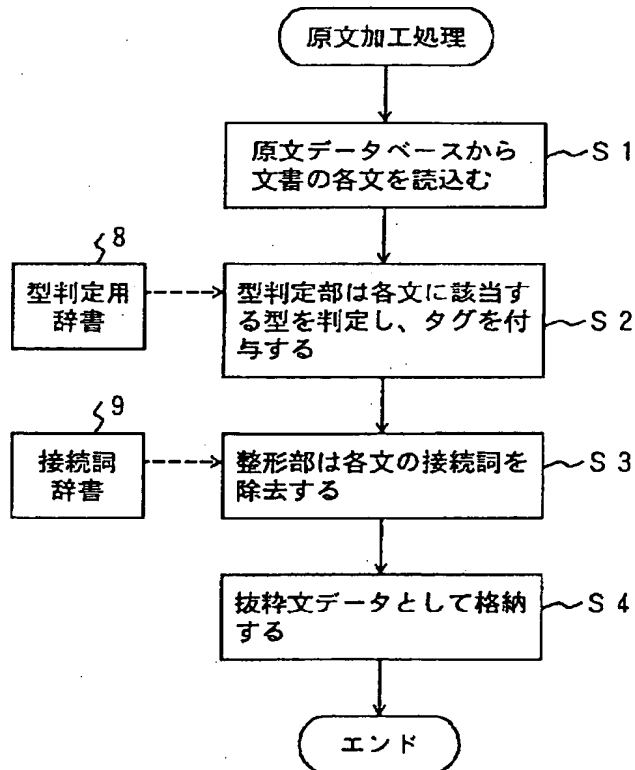 原文加工処理
原文データベースから
文書の各文を読込む
S1
8
型判定用
辞書
型判定部は各文に該当す
る型を判定し、タグを付
与する
S2
9
接続詞
辞書
整形部は各文の接続詞を
除去する
S3
抜粋文データとして格納
する
S4
エンド